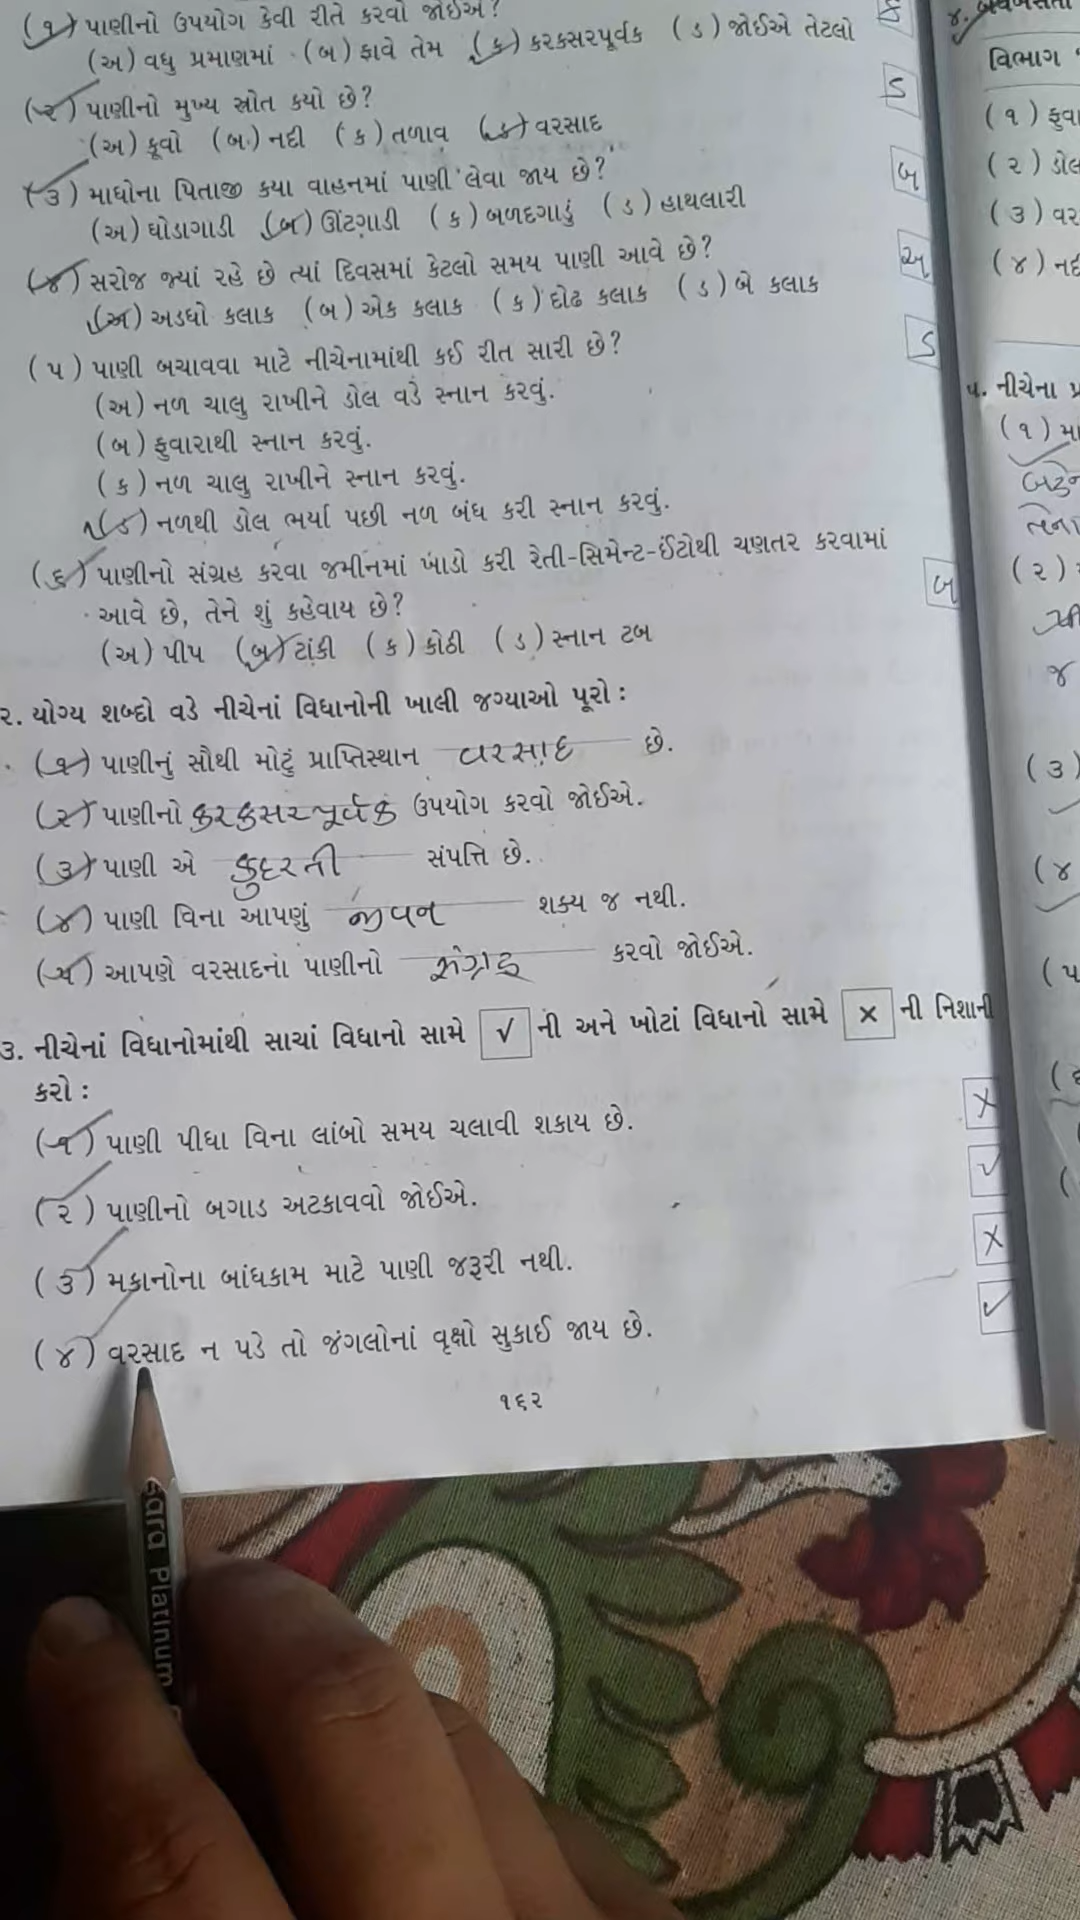 (૧) પાણીનો ઉપયોગ કેવી રીતે કરવો જોઈએ?
(અ) વધુ પ્રમાણમાં (બ) ફાવે તેમ (ક) કરકસરપૂર્વક (ડ) જોઈએ તેટલો
ક
(૨) પાણીનો મુખ્ય સ્રોત કયો છે?
(અ) કૂવો (બ) નદી (ક) તળાવ (ડ) વરસાદ
ડ
(૩) માધોના પિતાજી કયા વાહનમાં પાણી લેવા જાય છે?
(અ) ઘોડાગાડી (બ) ઊંટગાડી (ક) બળદગાડું (ડ) હાથલારી
બ
(૪) સરોજ જ્યાં રહે છે ત્યાં દિવસમાં કેટલો સમય પાણી આવે છે?
(અ) અડધો કલાક (બ) એક કલાક (ક) દોઢ કલાક (ડ) બે કલાક
અ
(૫) પાણી બચાવવા માટે નીચેનામાંથી કઈ રીત સારી છે?
ડ
(અ) નળ ચાલુ રાખીને ડોલ વડે સ્નાન કરવું.
(બ) ફુવારાથી સ્નાન કરવું.
(ક) નળ ચાલુ રાખીને સ્નાન કરવું.
(ડ) નળથી ડોલ ભર્યા પછી નળ બંધ કરી સ્નાન કરવું.
(૬) પાણીનો સંગ્રહ કરવા જમીનમાં ખાડો કરી રેતી-સિમેન્ટ-ઈંટોથી ચણતર કરવામાં
આવે છે, તેને શું કહેવાય છે?
બ
(અ) પીપ (બ) ટાંકી (ક) કોઠી (ડ) સ્નાન ટબ
૨. યોગ્ય શબ્દો વડે નીચેનાં વિધાનોની ખાલી જગ્યાઓ પૂરો :
(૧) પાણીનું સૌથી મોટું પ્રાપ્તિસ્થાન વરસાદ છે.
(૨) પાણીનો કરકસરપૂર્વક ઉપયોગ કરવો જોઈએ.
(૩) પાણી એ કુદરતી સંપત્તિ છે.
(૪) પાણી વિના આપણું જીવન શક્ય જ નથી.
(૫) આપણે વરસાદનાં પાણીનો સંગ્રહ કરવો જોઈએ.
૩. નીચેનાં વિધાનોમાંથી સાચાં વિધાનો સામે √ ની અને ખોટાં વિધાનો સામે × ની નિશાની
કરો :
(૧) પાણી પીધા વિના લાંબો સમય ચલાવી શકાય છે. ×
(૨) પાણીનો બગાડ અટકાવવો જોઈએ. √
(૩) મકાનોના બાંધકામ માટે પાણી જરૂરી નથી. ×
(૪) વરસાદ ન પડે તો જંગલોનાં વૃક્ષો સુકાઈ જાય છે. √
૧૬૨
વિભાગ
(૧) ફુવા
(૨) ડોલ
(૩) વર
(૪) નદ
૫. નીચેના પ્ર
(૧) મા
(૨)
જ
(૩)
(૪
(૫
Platinum